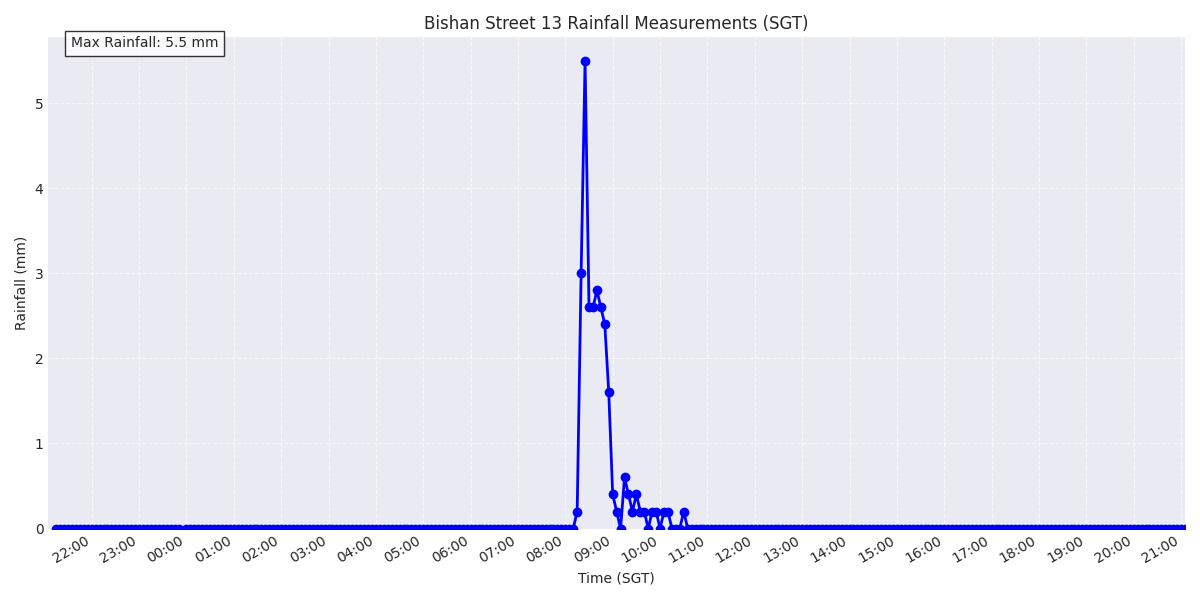 Bishan Street 13 Rainfall Measurements (SGT)
Max Rainfall: 5.5 mm
Rainfall (mm)
5
4
3
2
1
0
22:00 23:00 00:00 01:00 02:00 03:00 04:00 05:00 06:00 07:00 08:00 09:00 10:00 11:00 12:00 13:00 14:00 15:00 16:00 17:00 18:00 19:00 20:00 21:00
Time (SGT)